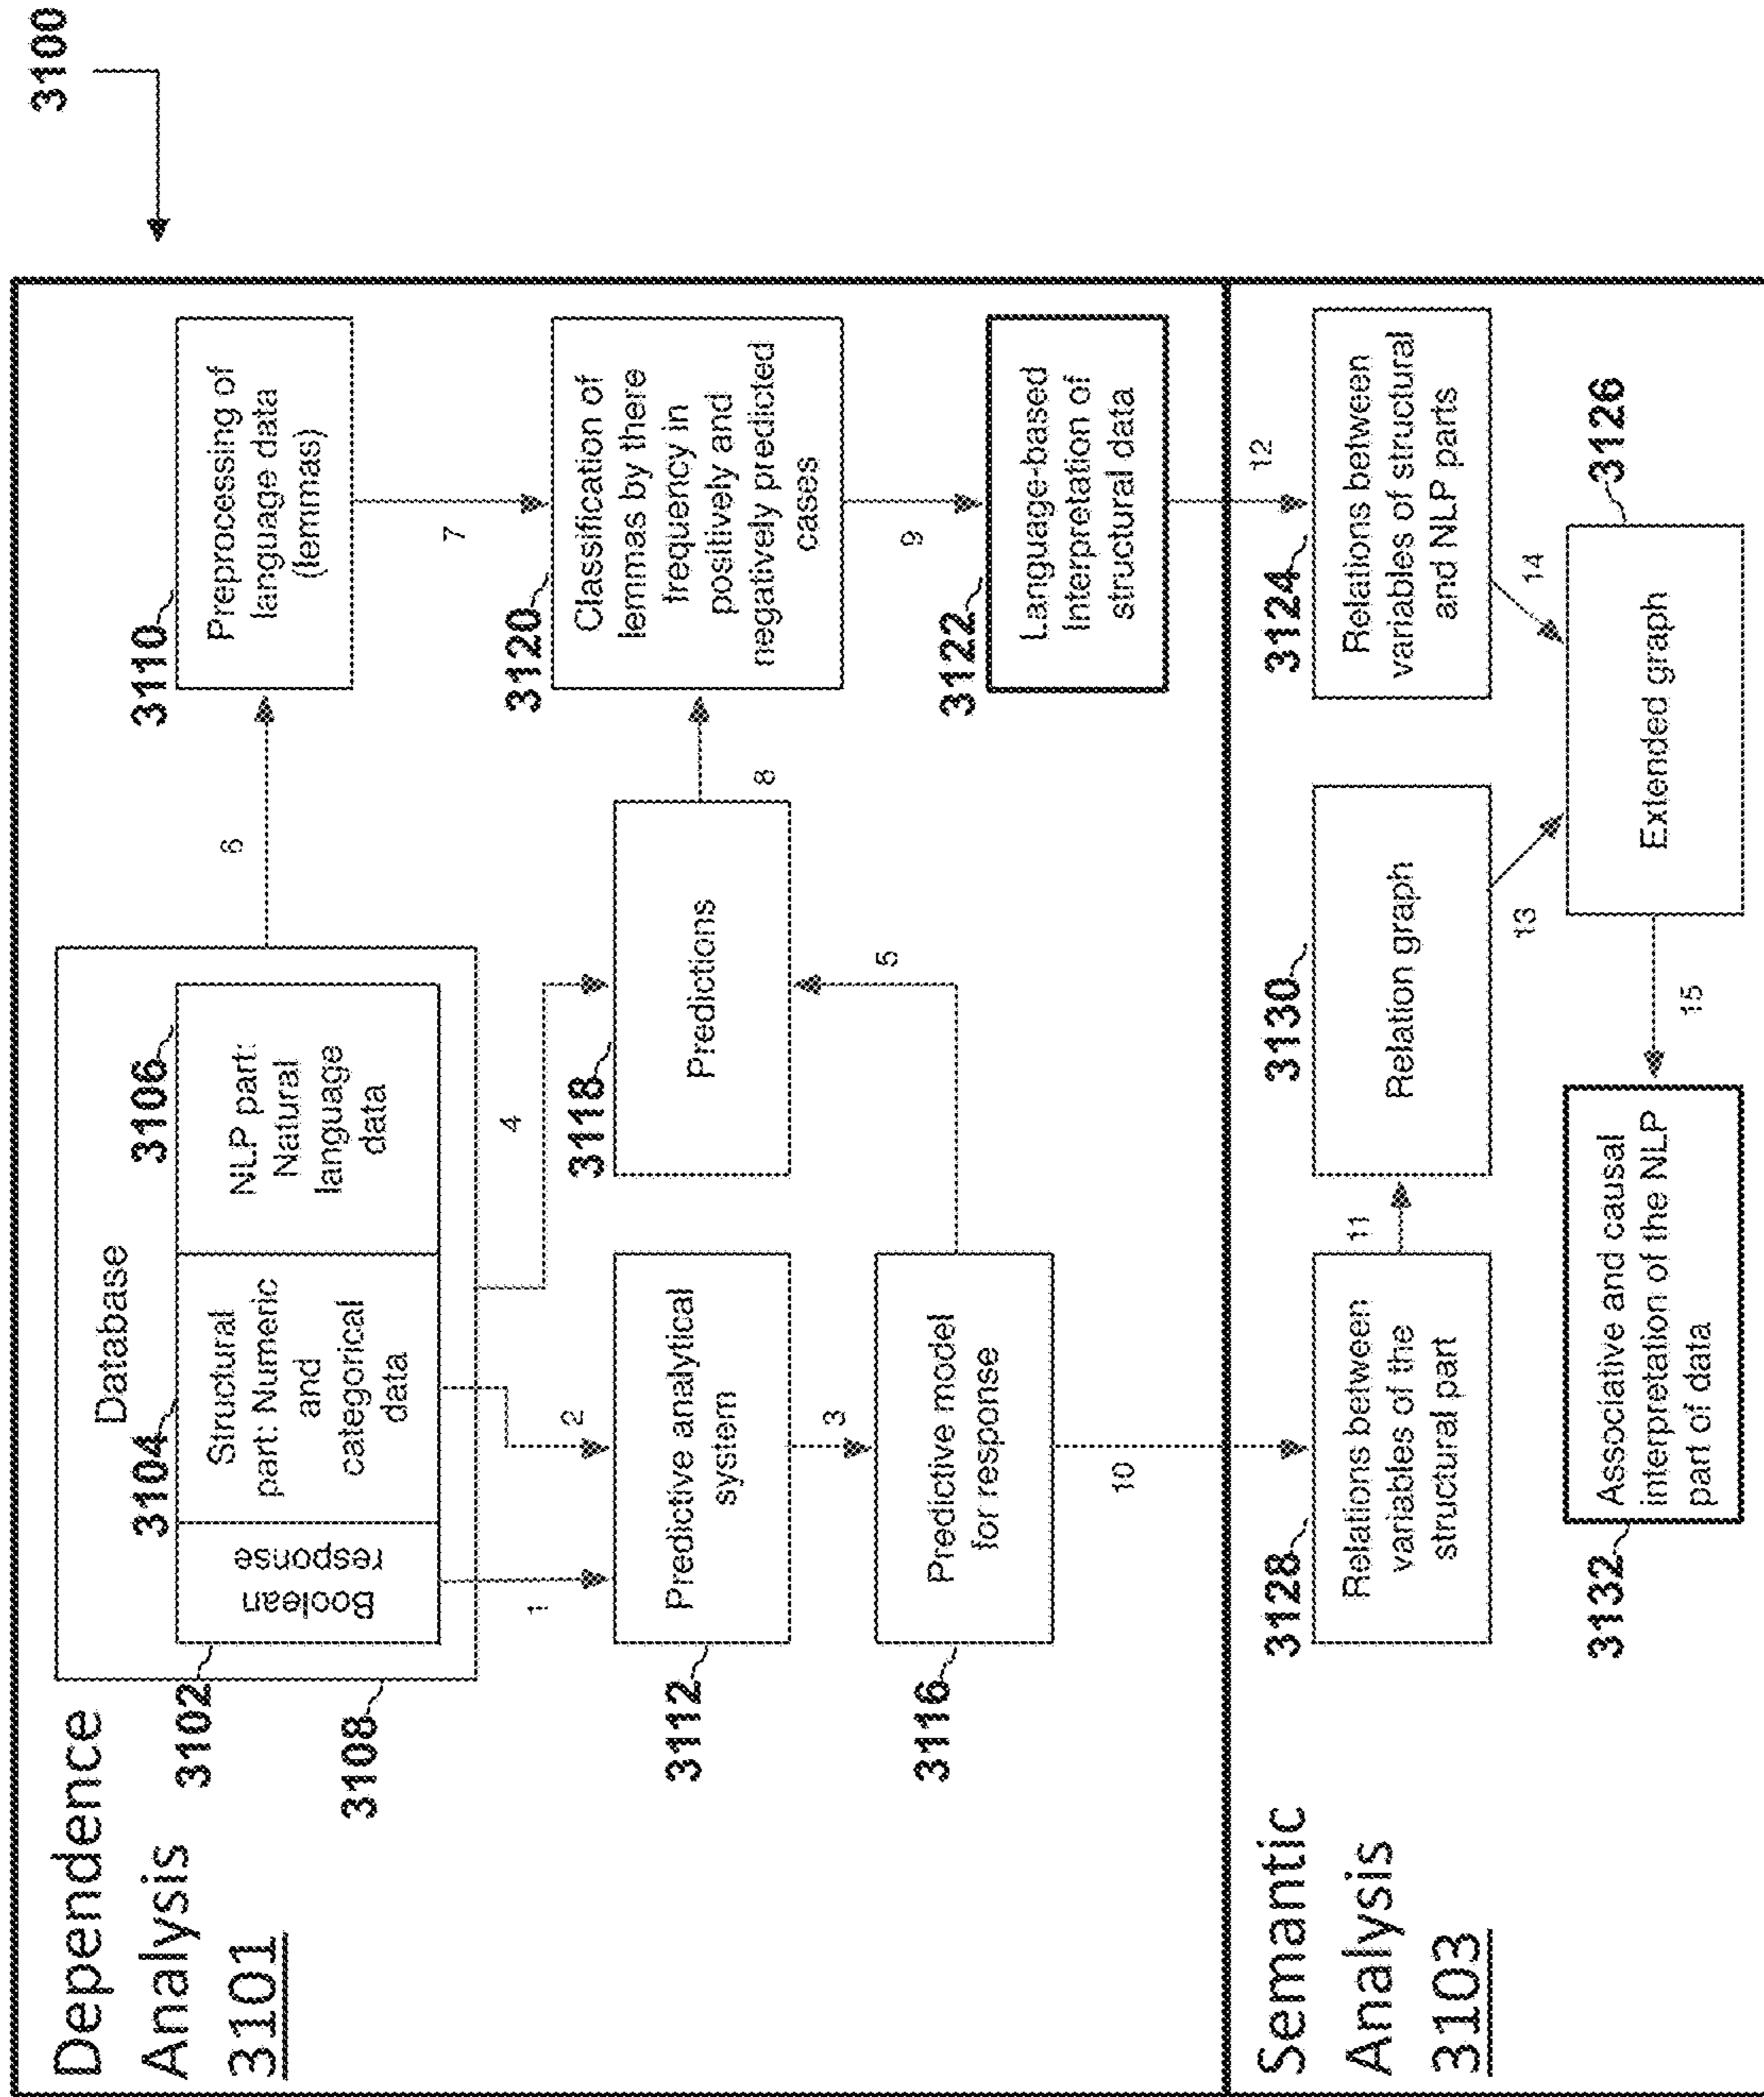 3100
Dependence
Analysis
3101
Database
3102
3104
3106
3108
Boolean
response
Structural
part: Numeric
and
categorical
data
NLP part:
Natural
language
data
6
3110
Preprocessing of
language data
(lemmas)
1
2
4
7
3112
Predictive analytical
system
3118
Predictions
8
3120
Classification of
lemmas by there
frequency in
positively and
negatively predicted
cases
3
5
9
3116
Predictive model
for response
3122
Language-based
Interpretation of
structural data
10
12
Semantic
Analysis
3103
3128
Relations between
variables of the
structural part
11
3130
Relation graph
3124
Relations between
variables of structural
and NLP parts
13
14
3126
Extended graph
15
3132
Associative and causal
interpretation of the NLP
part of data